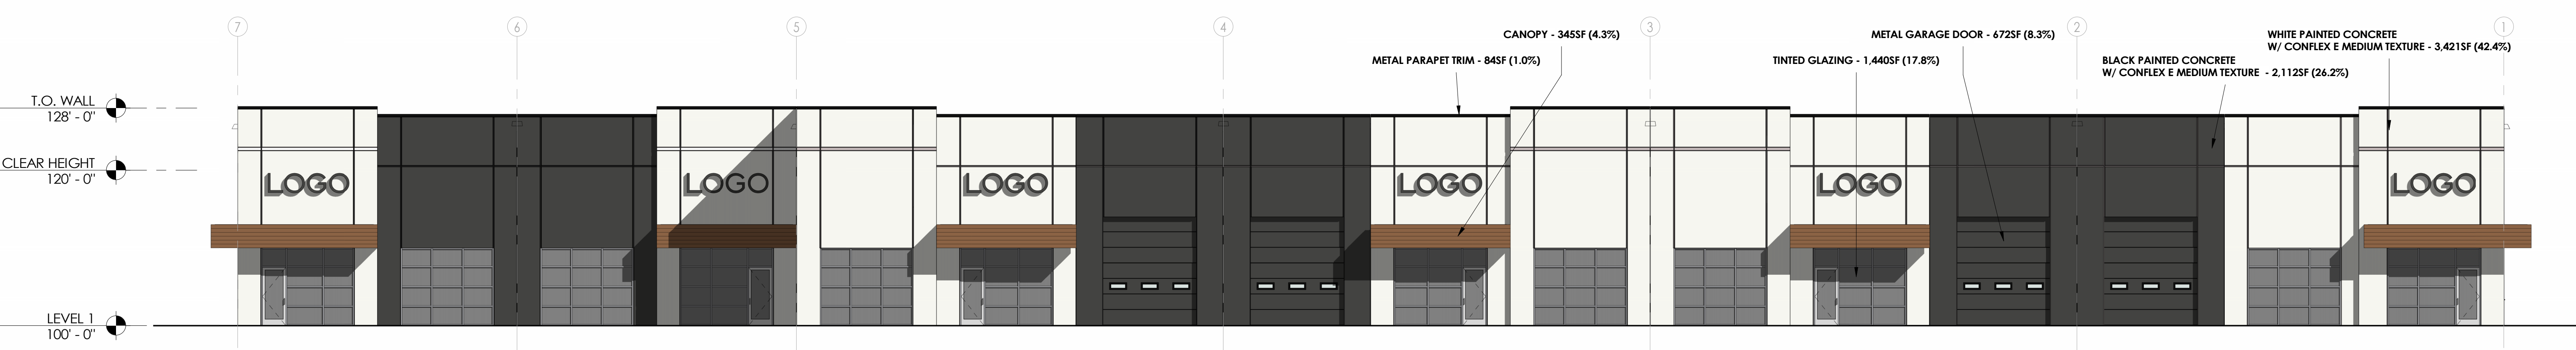 7
6
5
4
3
2
1
CANOPY - 345SF (4.3%)
METAL GARAGE DOOR - 672SF (8.3%)
WHITE PAINTED CONCRETE
W/ CONFLEX E MEDIUM TEXTURE - 3,421SF (42.4%)
METAL PARAPET TRIM - 84SF (1.0%)
TINTED GLAZING - 1,440SF (17.8%)
BLACK PAINTED CONCRETE
W/ CONFLEX E MEDIUM TEXTURE - 2,112SF (26.2%)
T.O. WALL
128' - 0"
CLEAR HEIGHT
120' - 0"
LOGO
LOGO
LOGO
LOGO
LOGO
LOGO
LEVEL 1
100' - 0"